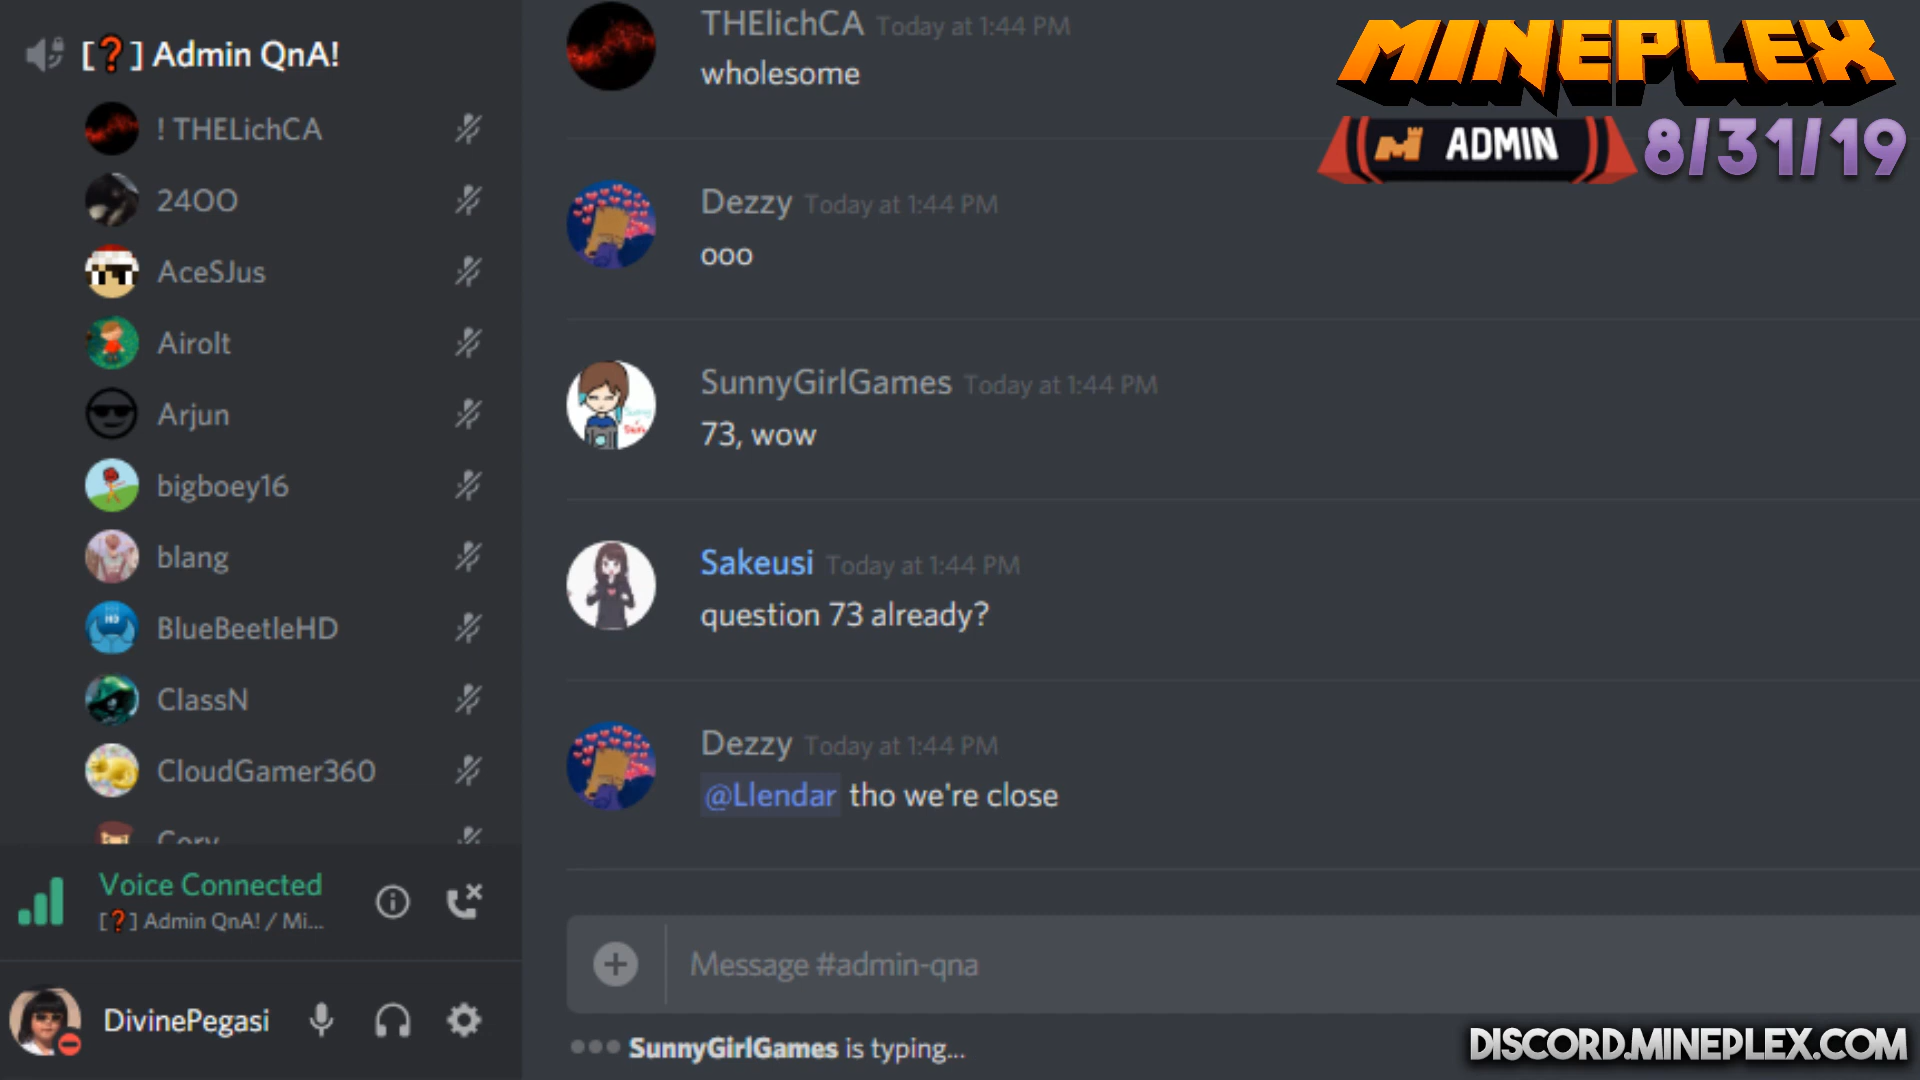 [❓] Admin QnA!
! THELichCA
24OO
AceSJus
Airolt
Arjun
bigboey16
blang
BlueBeetleHD
HD
ClassN
CloudGamer360
Cory
Voice Connected
[❓] Admin QnA! / Mi...
DivinePegasi
THElichCA Today at 1:44 PM
wholesome
Dezzy Today at 1:44 PM
ooo
SunnyGirlGames Today at 1:44 PM
73, wow
Sakeusi Today at 1:44 PM
question 73 already?
Dezzy Today at 1:44 PM
@Llendar tho we're close
Message #admin-qna
SunnyGirlGames is typing...
MINEPLEX
ADMIN 8/31/19
DISCORD.MINEPLEX.COM